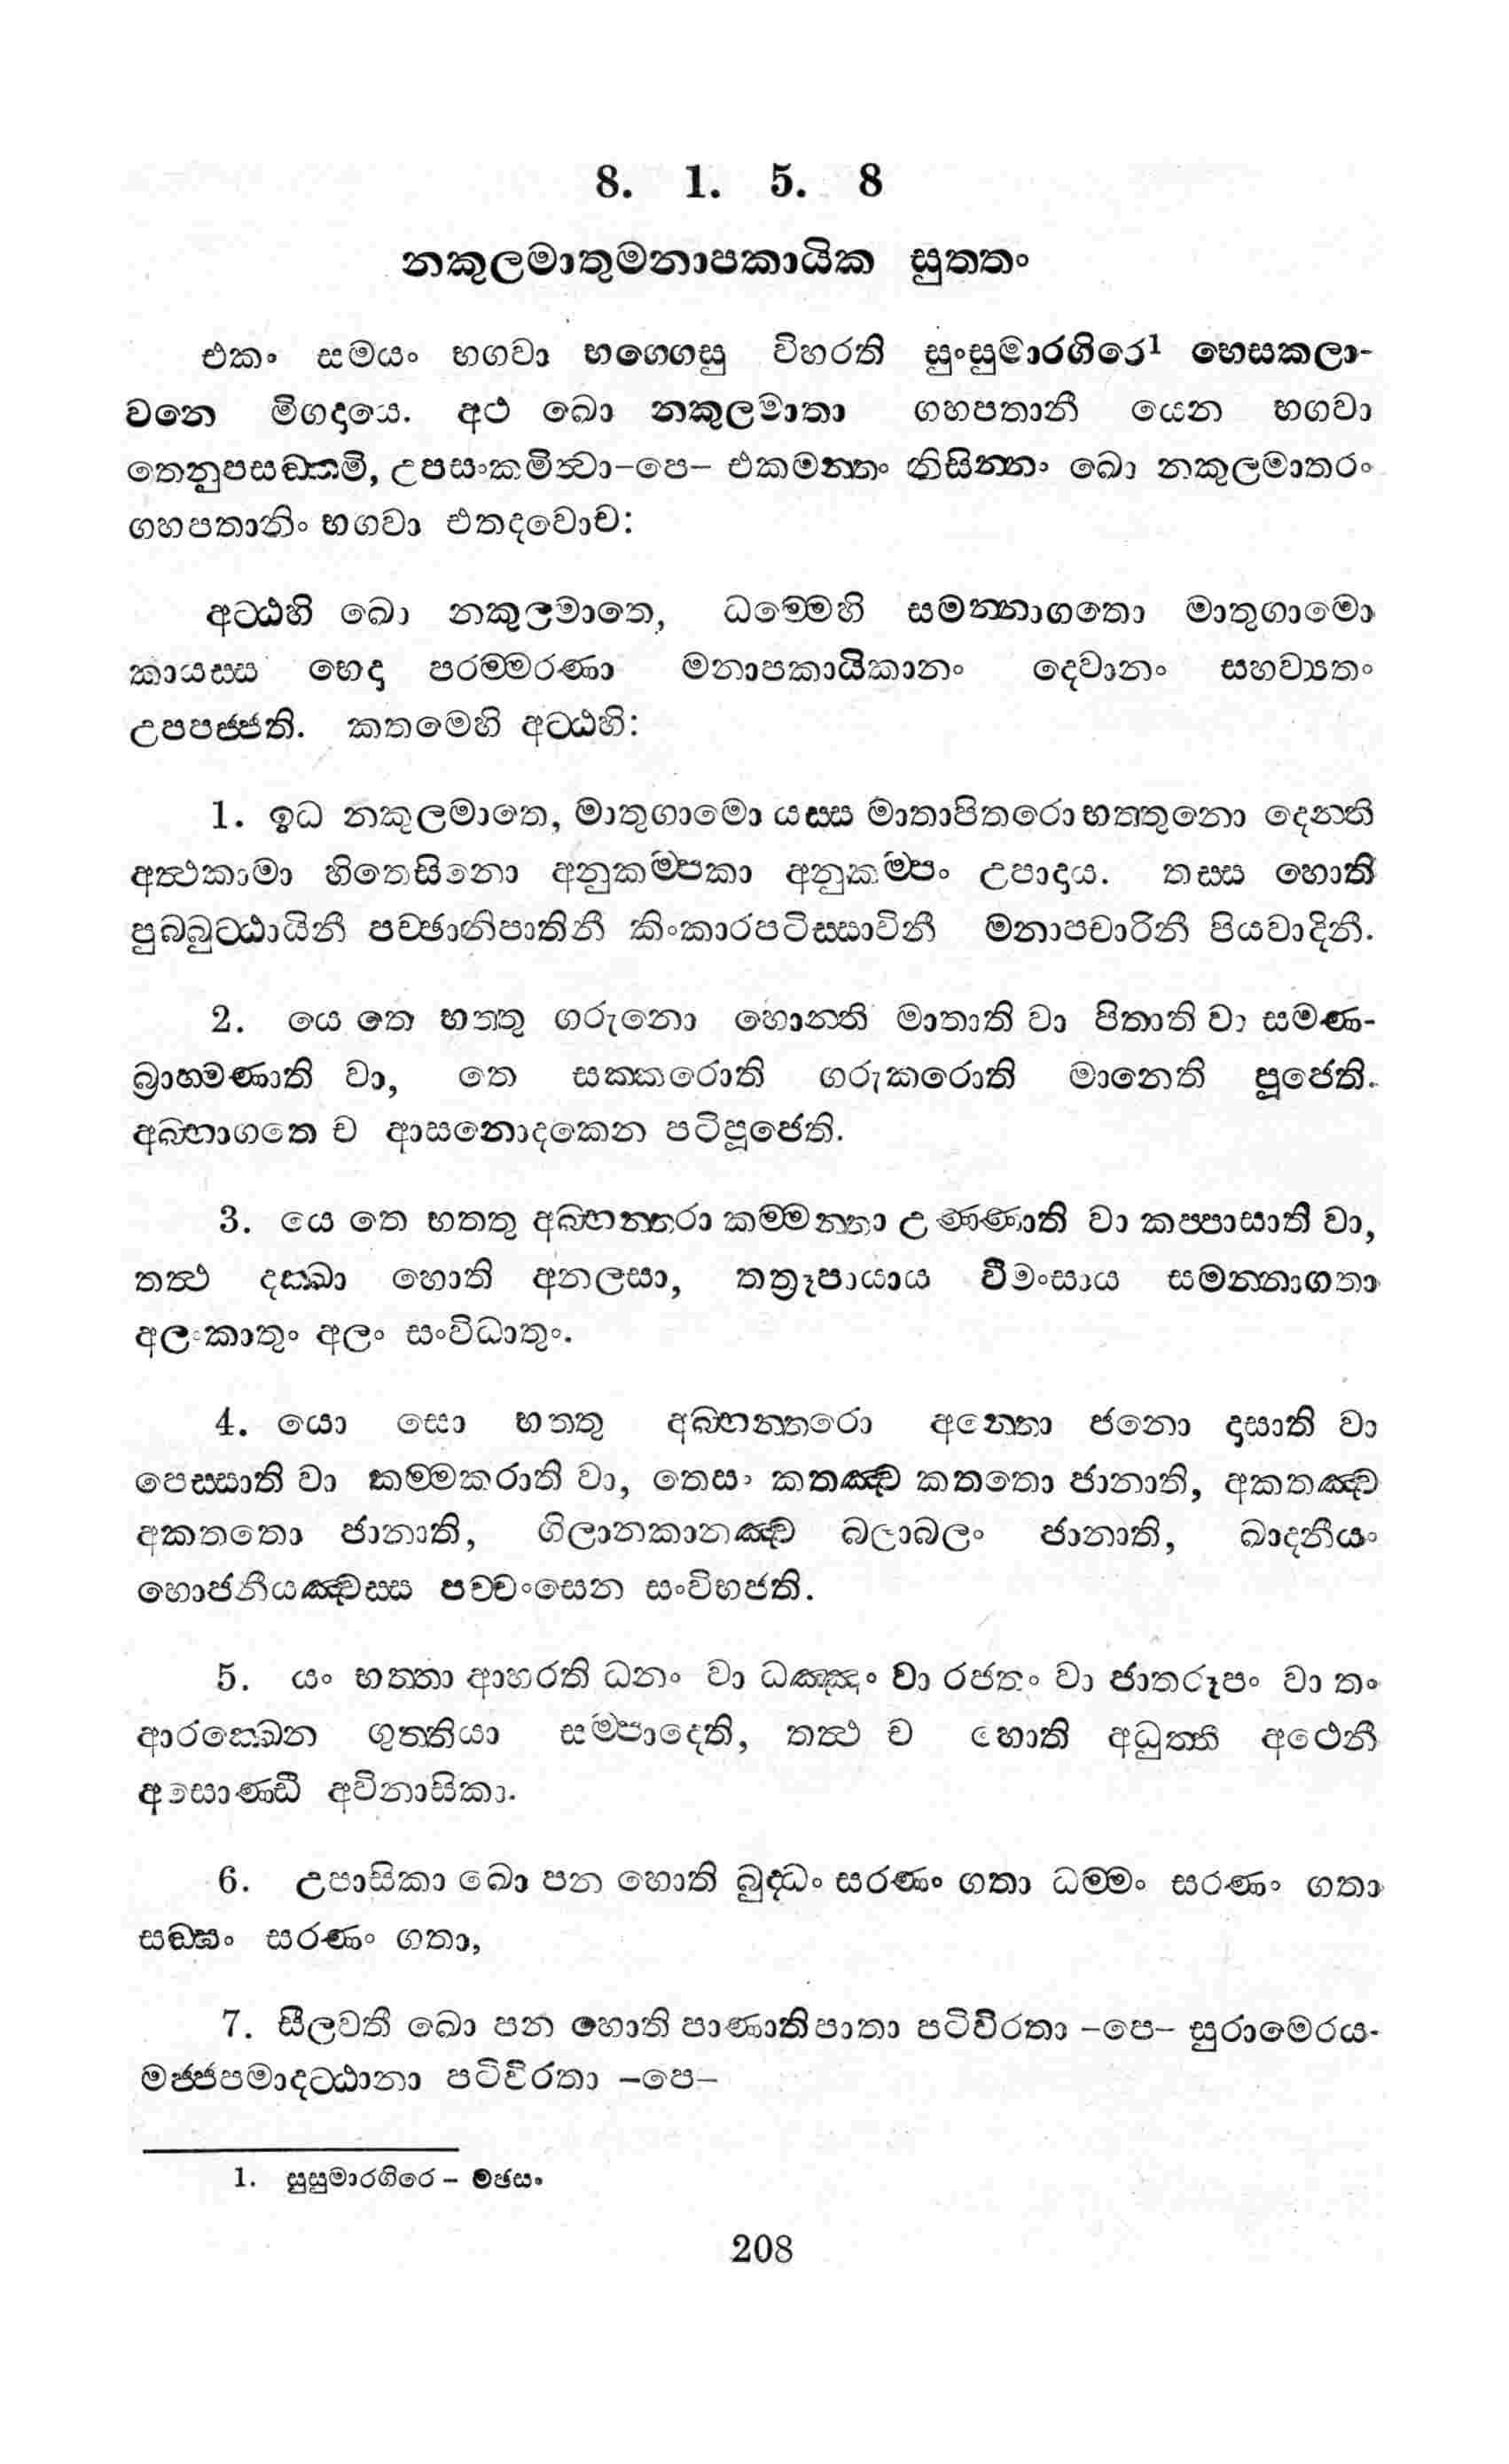 8. 1. 5. 8
නකුලමාතුමනාපකායික සුත්තං
එකං සමයං භගවා භග්ගෙසු විහරති සුංසුමාරගිරෙ1 භෙසකලා-
වනෙ මිගදායෙ. අථ ඛො නකුලමාතා ගහපතානී යෙන භගවා
තෙනුපසඞ්කමි, උපසංකමිත්වා-පෙ- එකමන්තං නිසින්නං ඛො නකුලමාතරං
ගහපතානිං භගවා එතදවොච:
අට්ඨහි ඛො නකුලමාතෙ, ධම්මෙහි සමන්නාගතො මාතුගාමො
කායස්ස භෙදා පරම්මරණා මනාපකායිකානං දෙවානං සහව්‍යතං
උපපජ්ජති. කතමෙහි අට්ඨහි:
1. ඉධ නකුලමාතෙ, මාතුගාමො යස්ස මාතාපිතරො භත්තුනො දෙන්ති
අත්ථකාමා හිතෙසිනො අනුකම්පකා අනුකම්පං උපාදාය. තස්ස හොති
පුබ්බුට්ඨායිනී පච්ඡානිපාතිනී කිංකාරපටිස්සාවිනී මනාපචාරිනී පියවාදිනී.
2. යෙ තෙ භත්තු ගරුනො හොන්ති මාතාති වා පිතාති වා සමණ-
බ්‍රාහ්මණාති වා, තෙ සක්කරොති ගරුකරොති මානෙති පූජෙති.
අබ්භාගතෙ ච ආසනොදකෙන පටිපූජෙති.
3. යෙ තෙ භත්තු අබ්භන්තරා කම්මන්තා උණ්ණාති වා කප්පාසාති වා,
තත්ථ දක්ඛා හොති අනලසා, තත්‍රූපායාය වීමංසාය සමන්නාගතා
අලංකාතුං අලං සංවිධාතුං.
4. යො සො භත්තු අබ්භන්තරො අන්තො ජනො දාසාති වා
පෙස්සාති වා කම්මකරාති වා, තෙසං කතඤ්ච කතතො ජානාති, අකතඤ්ච
අකතතො ජානාති, ගිලානකානඤ්ච බලාබලං ජානාති, ඛාදනීයං
හොජනීයඤ්චස්ස පච්චංසෙන සංවිභජති.
5. යං භත්තා ආහරති ධනං වා ධඤ්ඤං වා රජතං වා ජාතරූපං වා තං
ආරක්ඛෙන ගුත්තියා සම්පාදෙති, තත්ථ ච හොති අධුත්තී අථෙනී
අසොණ්ඩී අවිනාසිකා.
6. උපාසිකා ඛො පන හොති බුද්ධං සරණං ගතා ධම්මං සරණං ගතා
සඞ්ඝං සරණං ගතා,
7. සීලවතී ඛො පන හොති පාණාතිපාතා පටිවිරතා -පෙ- සුරාමෙරය-
මජ්ජපමාදට්ඨානා පටිවිරතා -පෙ-
1. සුසුමාරගිරෙ - මඡසං
208